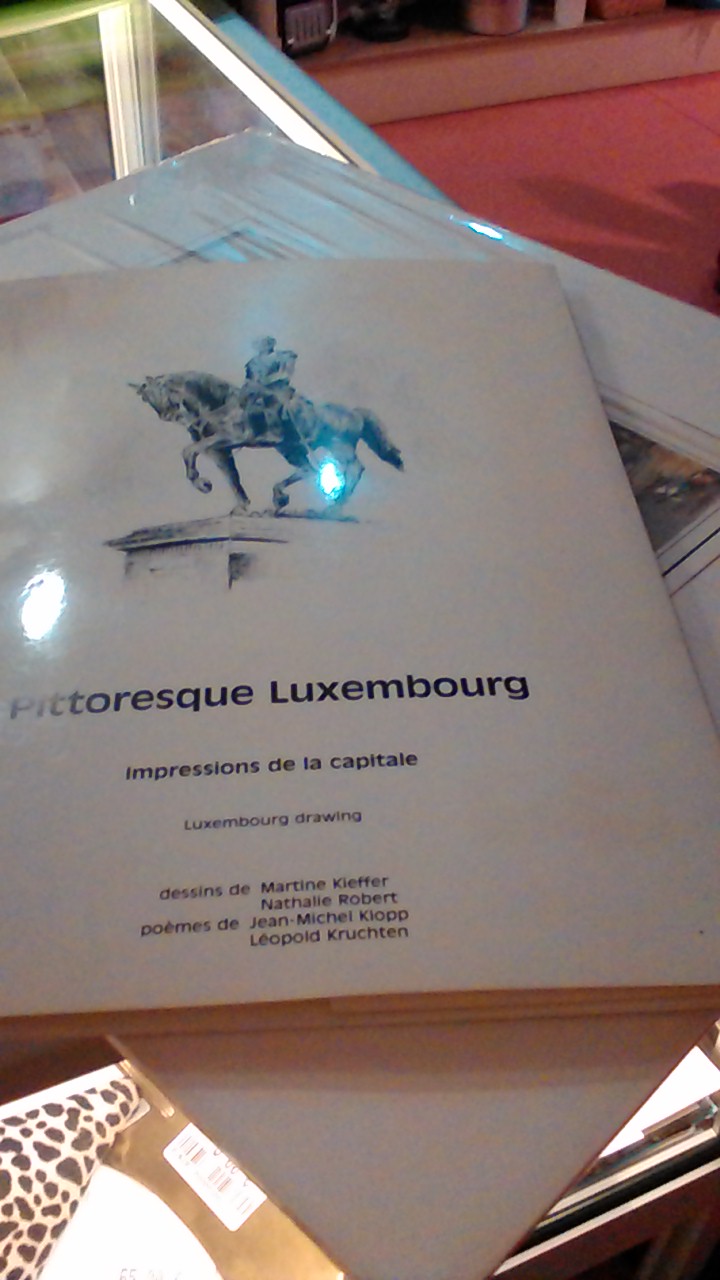 Pittoresque Luxembourg
Impressions de la capitale
Luxembourg drawing
dessins de Martine Kieffer
Nathalie Robert
poèmes de Jean-Michel Klopp
Léopold Kruchten